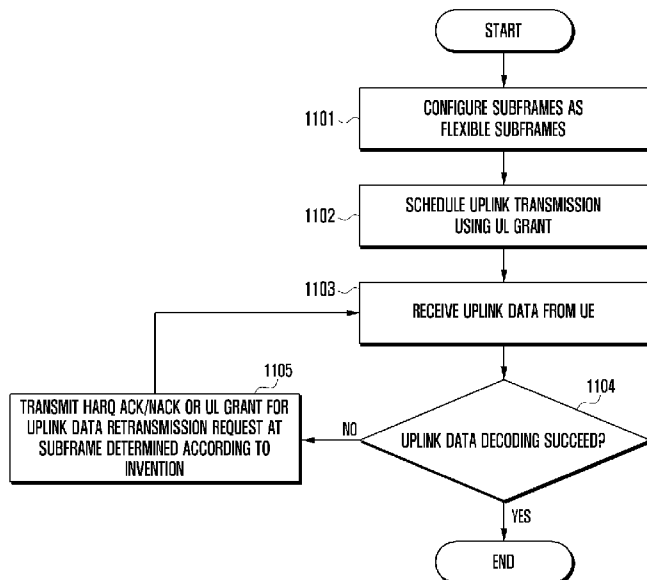 START
1101
CONFIGURE SUBFRAMES AS
FLEXIBLE SUBFRAMES
1102
SCHEDULE UPLINK TRANSMISSION
USING UL GRANT
1103
RECEIVE UPLINK DATA FROM UE
1105
TRANSMIT HARQ ACK/NACK OR UL GRANT FOR
UPLINK DATA RETRANSMISSION REQUEST AT
SUBFRAME DETERMINED ACCORDING TO
INVENTION
1104
UPLINK DATA DECODING SUCCEED?
NO
YES
END